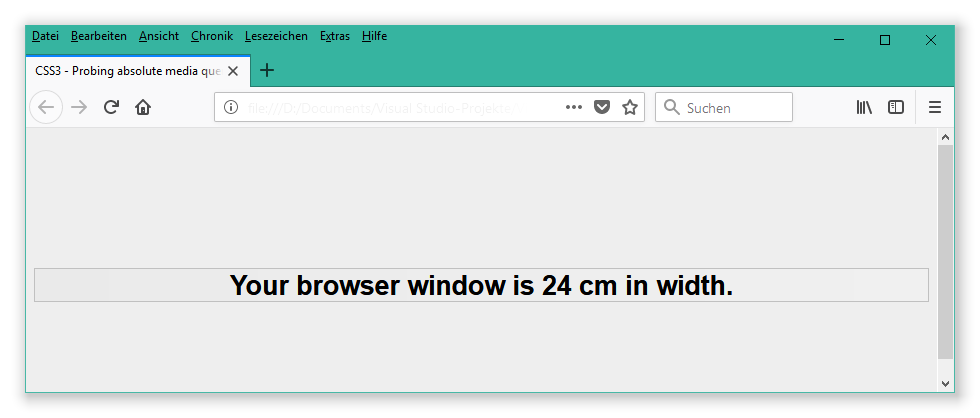 Datei Bearbeiten Ansicht Chronik Lesezeichen Extras Hilfe
CSS3 - Probing absolute media que
file:///D:/Documents/Visual Studio-Projekte/
Suchen
Your browser window is 24 cm in width.